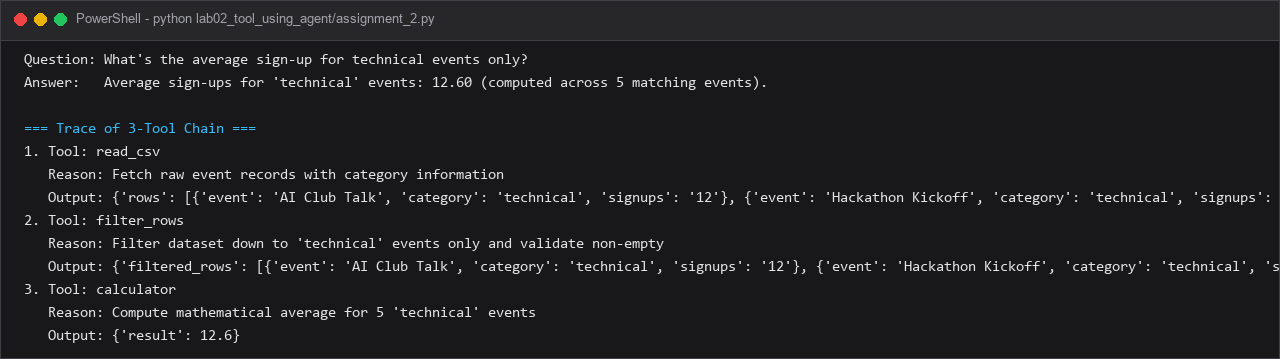 PowerShell - python lab02_tool_using_agent/assignment_2.py
Question: What's the average sign-up for technical events only?
Answer:   Average sign-ups for 'technical' events: 12.60 (computed across 5 matching events).
=== Trace of 3-Tool Chain ===
1. Tool: read_csv
   Reason: Fetch raw event records with category information
   Output: {'rows': [{'event': 'AI Club Talk', 'category': 'technical', 'signups': '12'}, {'event': 'Hackathon Kickoff', 'category': 'technical', 'signups':
2. Tool: filter_rows
   Reason: Filter dataset down to 'technical' events only and validate non-empty
   Output: {'filtered_rows': [{'event': 'AI Club Talk', 'category': 'technical', 'signups': '12'}, {'event': 'Hackathon Kickoff', 'category': 'technical', 's
3. Tool: calculator
   Reason: Compute mathematical average for 5 'technical' events
   Output: {'result': 12.6}